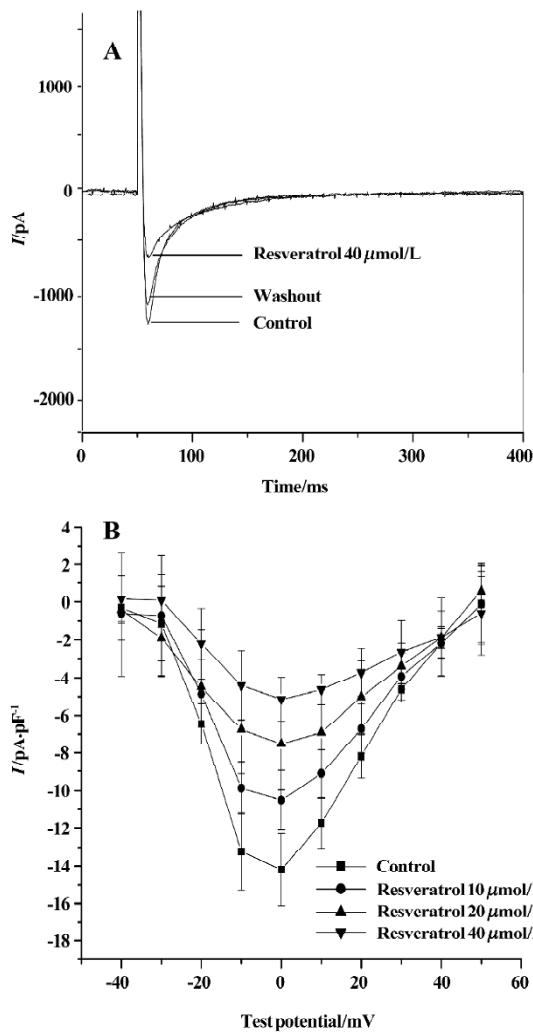 A
1000
0
-1000
-2000
I/pA
Resveratrol 40 μmol/L
Washout
Control
0 100 200 300 400
Time/ms
B
4
2
0
-2
-4
-6
-8
-10
-12
-14
-16
-18
I/pA·pF-1
Control
Resveratrol 10 μmol/
Resveratrol 20 μmol/
Resveratrol 40 μmol/
-40 -20 0 20 40 60
Test potential/mV